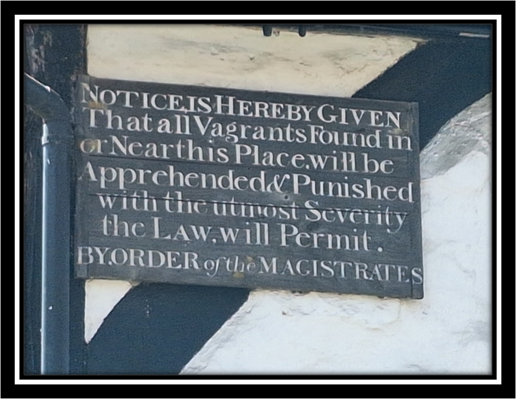 NOTICE,IS HEREBY GIVEN
That all Vagrants Found in
or Near this Place, will be
Apprehended & Punished
with the utmost Severity
the LAW, will Permit.
BY.ORDER of the MAGISTRATES